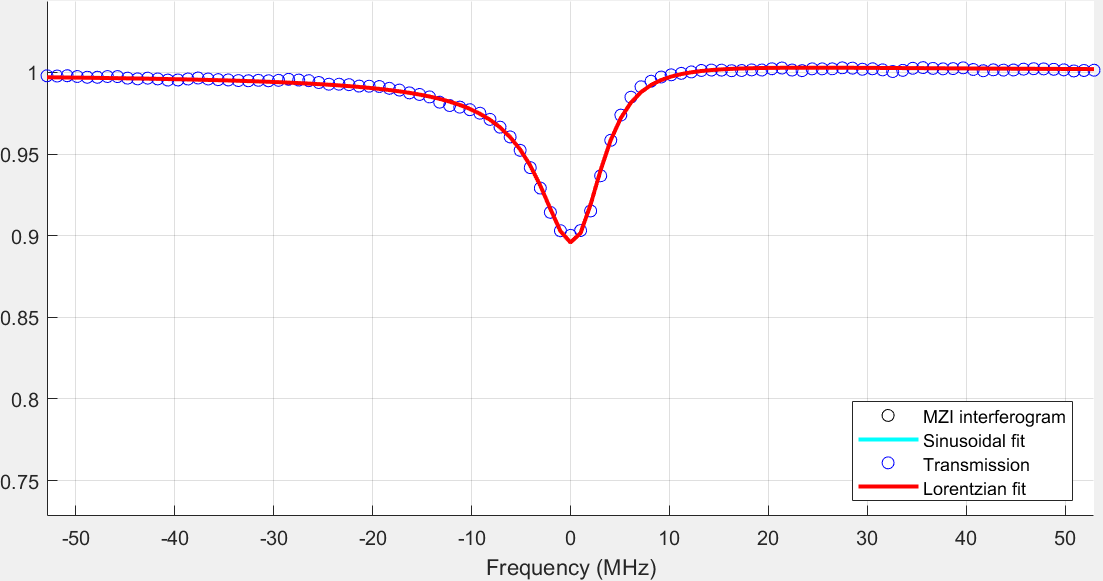 1
0.95
0.9
0.85
0.8
0.75
-50 -40 -30 -20 -10 0 10 20 30 40 50
Frequency (MHz)
MZI interferogram
Sinusoidal fit
Transmission
Lorentzian fit